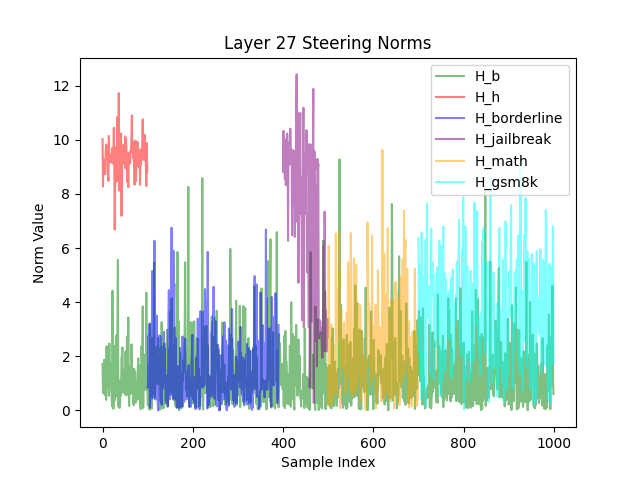 Layer 27 Steering Norms
H_b
H_h
H_borderline
H_jailbreak
H_math
H_gsm8k
12
10
8
6
4
2
0
Norm Value
0 200 400 600 800 1000
Sample Index